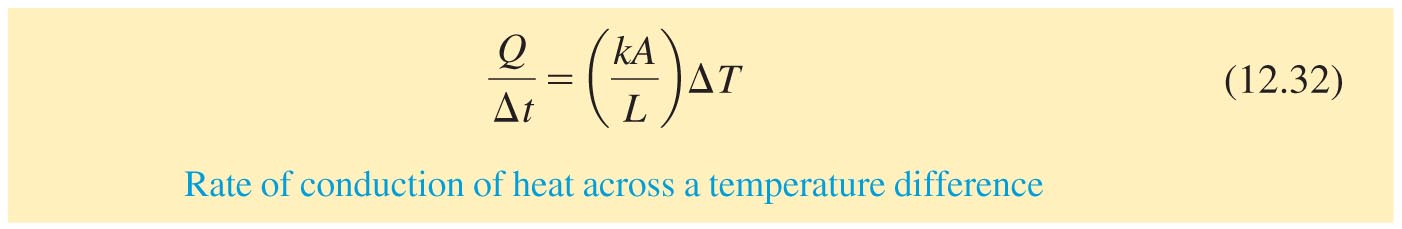 Q/Δt = (kA/L)ΔT (12.32)
Rate of conduction of heat across a temperature difference